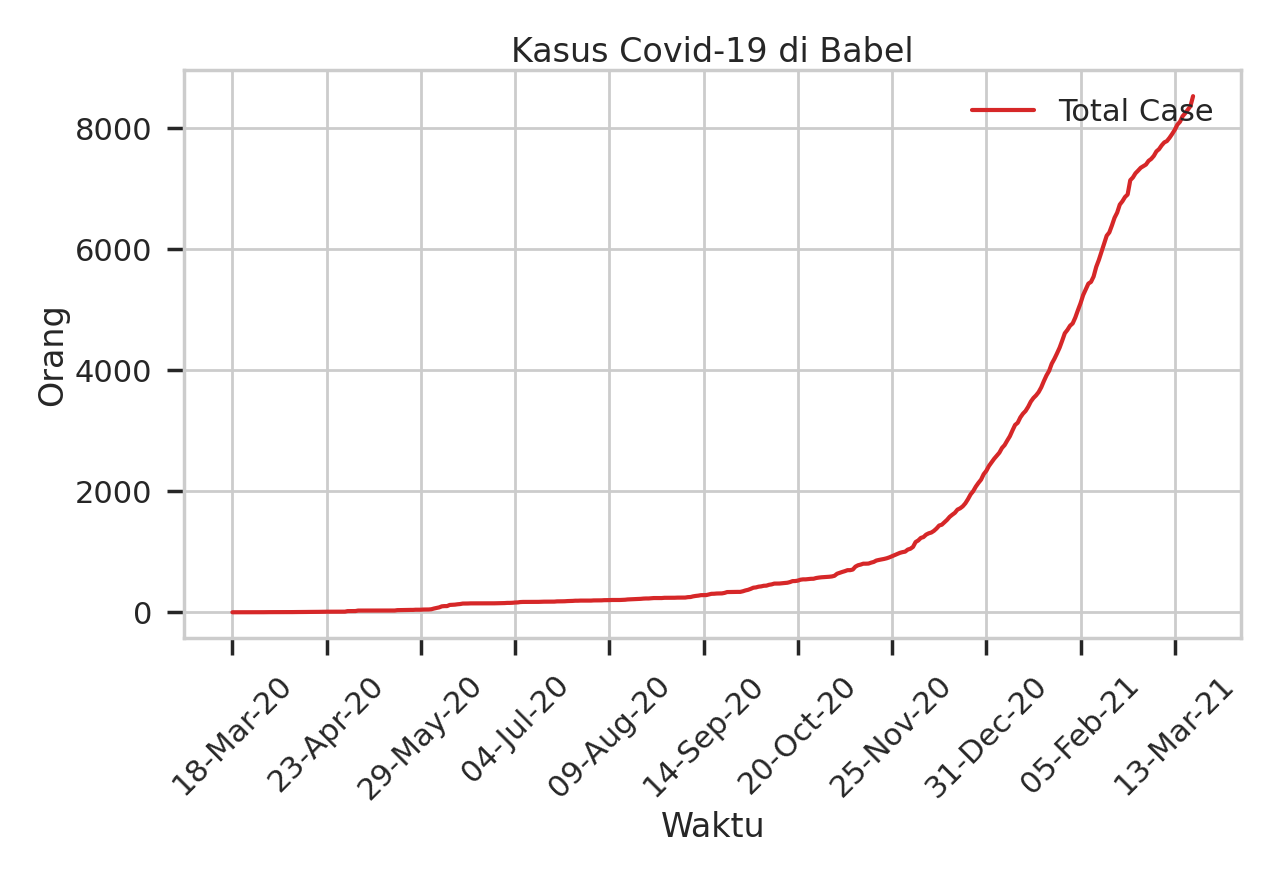 Kasus Covid-19 di Babel
Total Case
Orang
8000
6000
4000
2000
0
18-Mar-20
23-Apr-20
29-May-20
04-Jul-20
09-Aug-20
14-Sep-20
20-Oct-20
25-Nov-20
31-Dec-20
05-Feb-21
13-Mar-21
Waktu